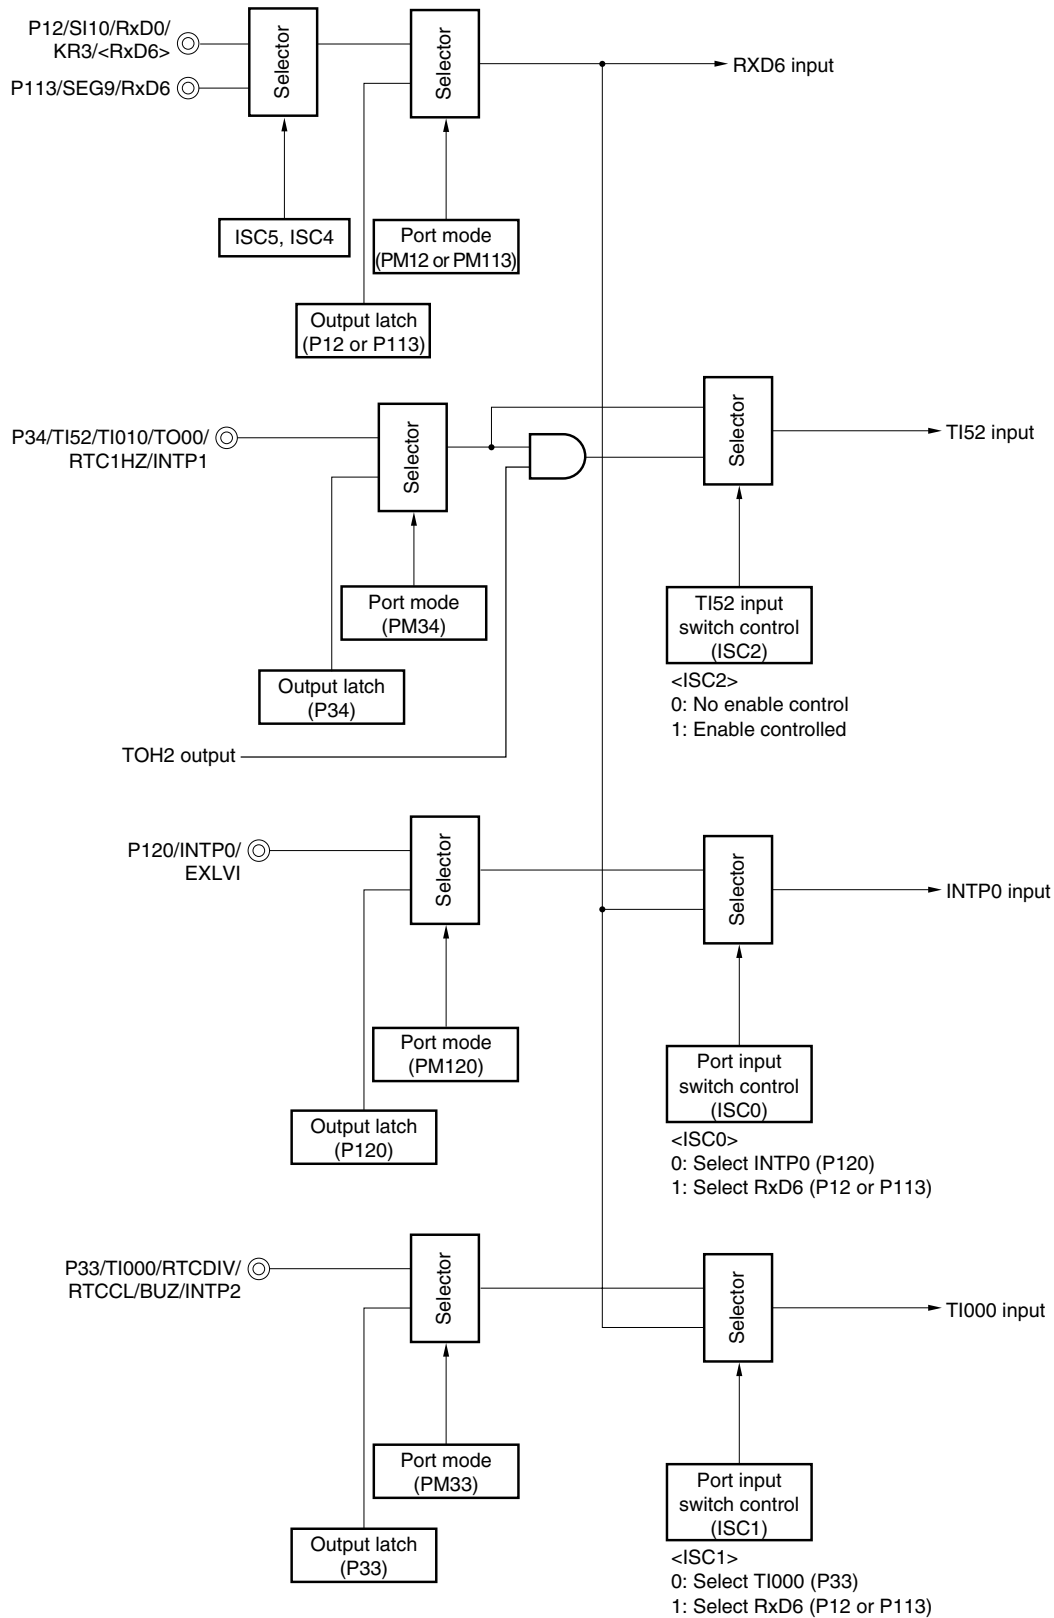 P12/SI10/RxD0/
KR3/<RxD6>
P113/SEG9/RxD6
Selector
Selector
RXD6 input
ISC5, ISC4
Port mode
(PM12 or PM113)
Output latch
(P12 or P113)
P34/TI52/TI010/TO00/
RTC1HZ/INTP1
Selector
Selector
TI52 input
Port mode
(PM34)
TI52 input
switch control
(ISC2)
Output latch
(P34)
<ISC2>
0: No enable control
1: Enable controlled
TOH2 output
P120/INTP0/
EXLVI
Selector
Selector
INTP0 input
Port mode
(PM120)
Port input
switch control
(ISC0)
Output latch
(P120)
<ISC0>
0: Select INTP0 (P120)
1: Select RxD6 (P12 or P113)
P33/TI000/RTCDIV/
RTCCL/BUZ/INTP2
Selector
Selector
TI000 input
Port mode
(PM33)
Port input
switch control
(ISC1)
Output latch
(P33)
<ISC1>
0: Select TI000 (P33)
1: Select RxD6 (P12 or P113)